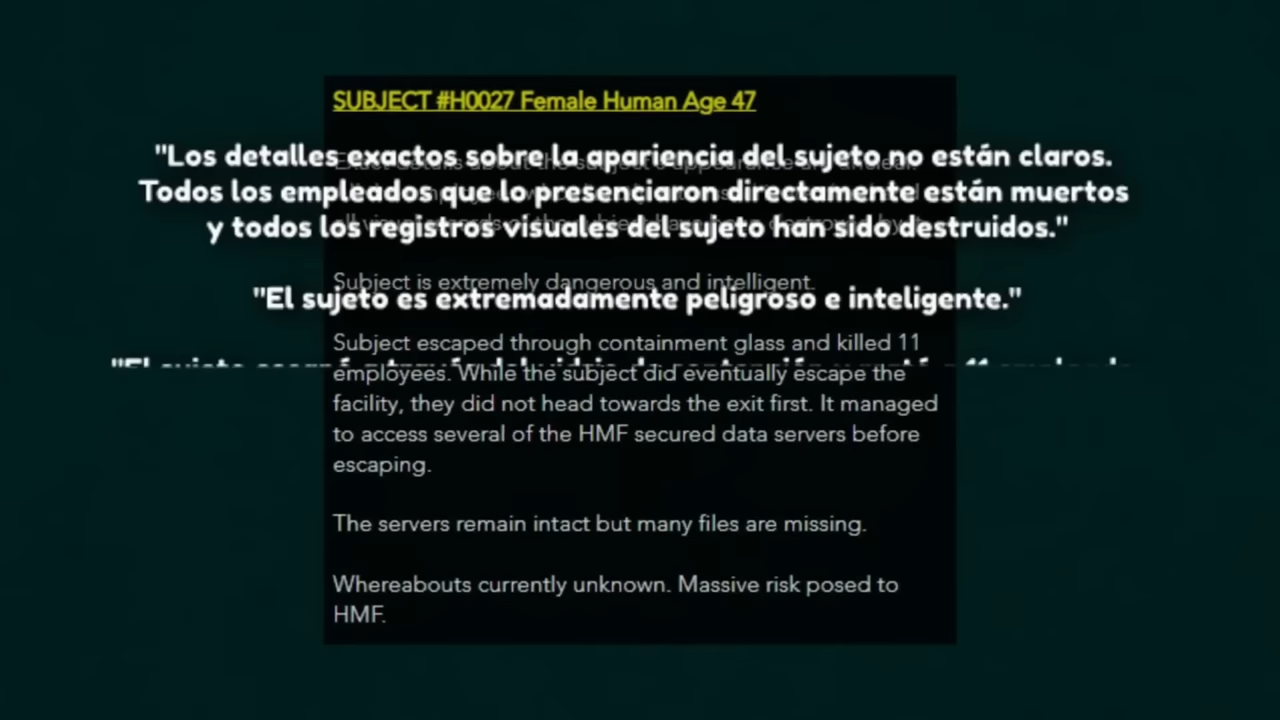 SUBJECT #H0027 Female Human Age 47
"Los detalles exactos sobre la apariencia del sujeto no están claros.
Todos los empleados que lo presenciaron directamente están muertos
y todos los registros visuales del sujeto han sido destruidos."
Subject is extremely dangerous and intelligent.
"El sujeto es extremadamente peligroso e inteligente."
Subject escaped through containment glass and killed 11
employees. While the subject did eventually escape the
facility, they did not head towards the exit first. It managed
to access several of the HMF secured data servers before
escaping.
The servers remain intact but many files are missing.
Whereabouts currently unknown. Massive risk posed to
HMF.